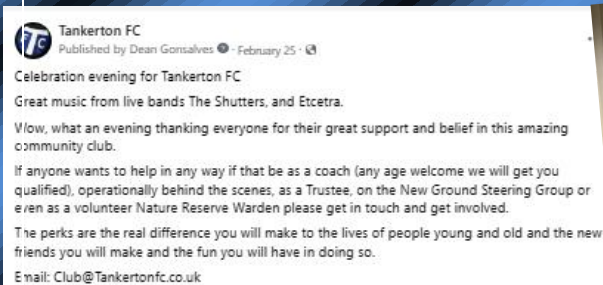 TFC
Tankerton FC
Published by Dean Gonsalves · February 25 ·
Celebration evening for Tankerton FC
Great music from live bands The Shutters, and Etcetra.
Wow, what an evening thanking everyone for their great support and belief in this amazing
community club.
If anyone wants to help in any way if that be as a coach (any age welcome we will get you
qualified), operationally behind the scenes, as a Trustee, on the New Ground Steering Group or
even as a volunteer Nature Reserve Warden please get in touch and get involved.
The perks are the real difference you will make to the lives of people young and old and the new
friends you will make and the fun you will have in doing so.
Email: Club@Tankertonfc.co.uk